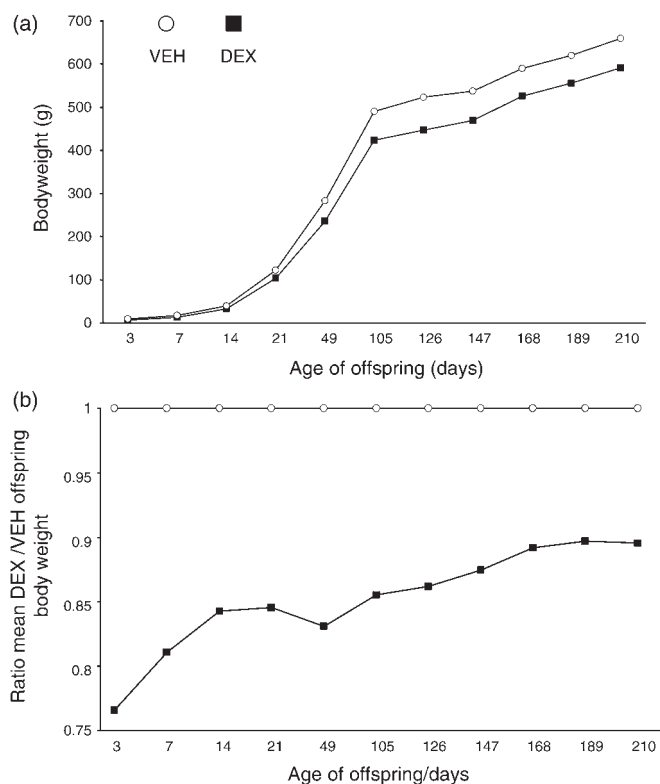 (a)
VEH DEX
700
600
500
400
300
200
100
0
Bodyweight (g)
3 7 14 21 49 105 126 147 168 189 210
Age of offspring (days)
(b)
1
0.95
0.9
0.85
0.8
0.75
Ratio mean DEX /VEH offspring
body weight
3 7 14 21 49 105 126 147 168 189 210
Age of offspring/days